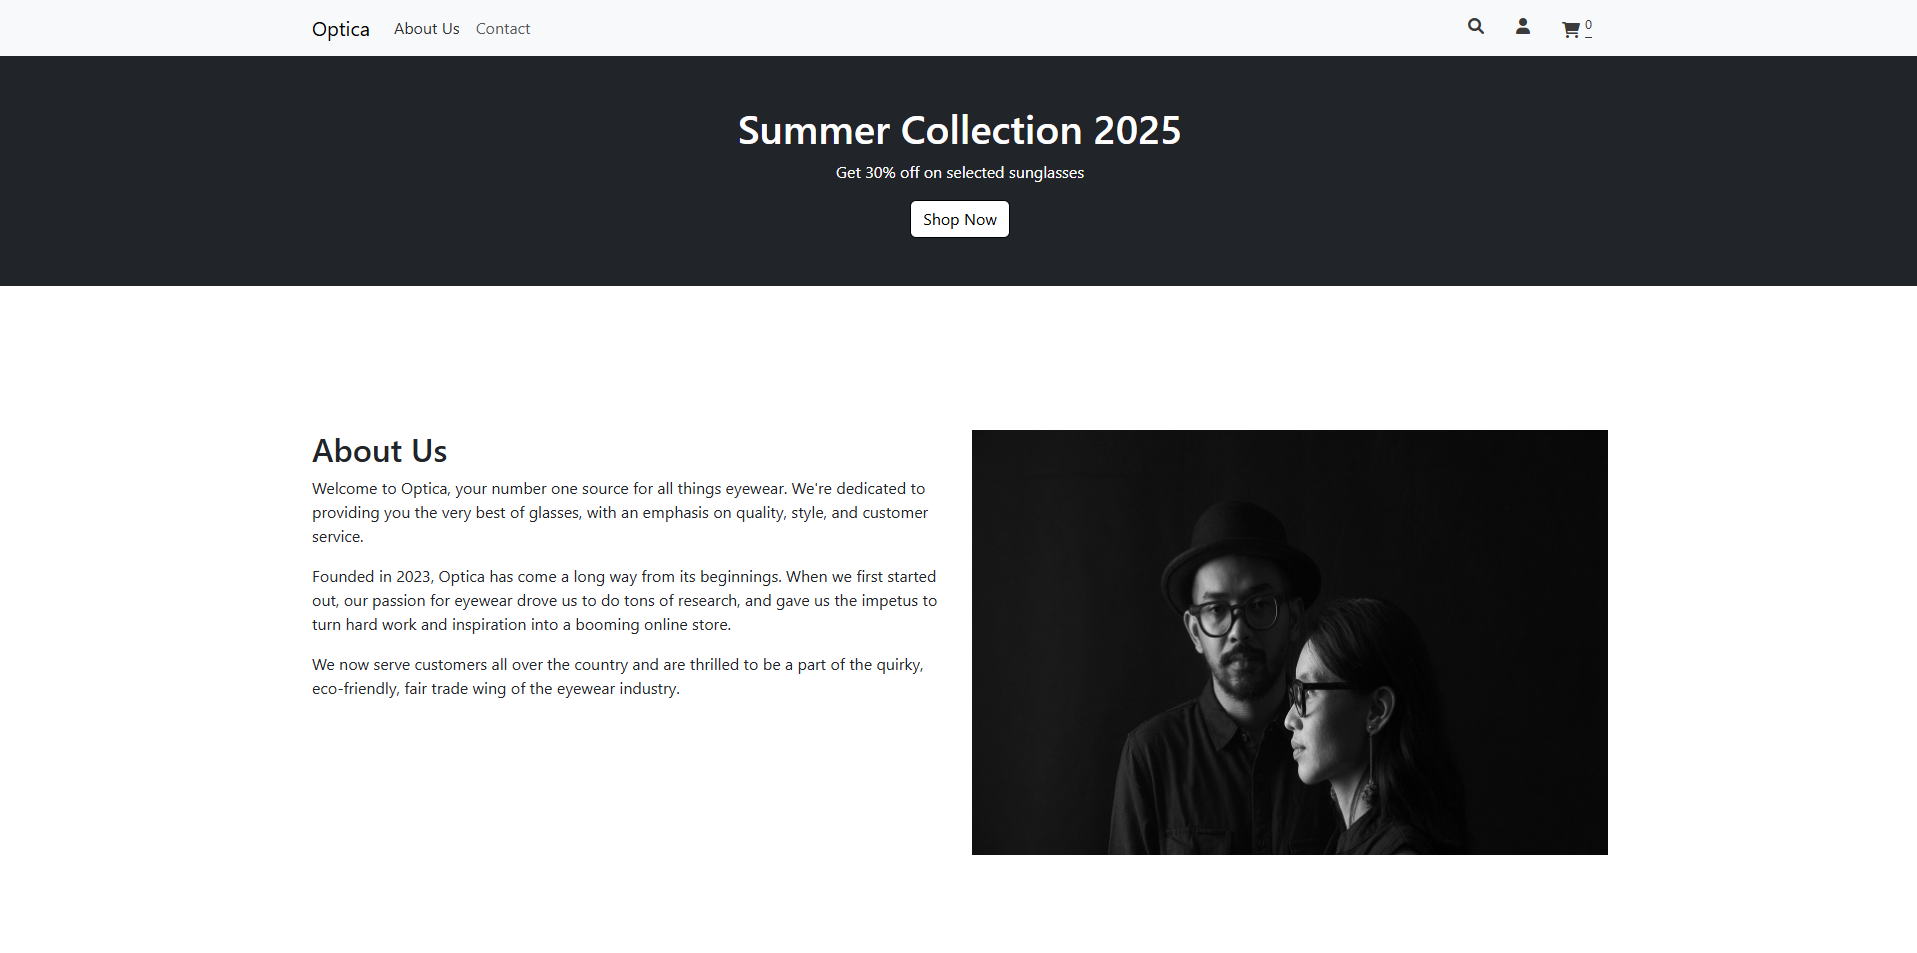 Optica About Us Contact 0
Summer Collection 2025
Get 30% off on selected sunglasses
Shop Now
About Us
Welcome to Optica, your number one source for all things eyewear. We're dedicated to
providing you the very best of glasses, with an emphasis on quality, style, and customer
service.
Founded in 2023, Optica has come a long way from its beginnings. When we first started
out, our passion for eyewear drove us to do tons of research, and gave us the impetus to
turn hard work and inspiration into a booming online store.
We now serve customers all over the country and are thrilled to be a part of the quirky,
eco-friendly, fair trade wing of the eyewear industry.